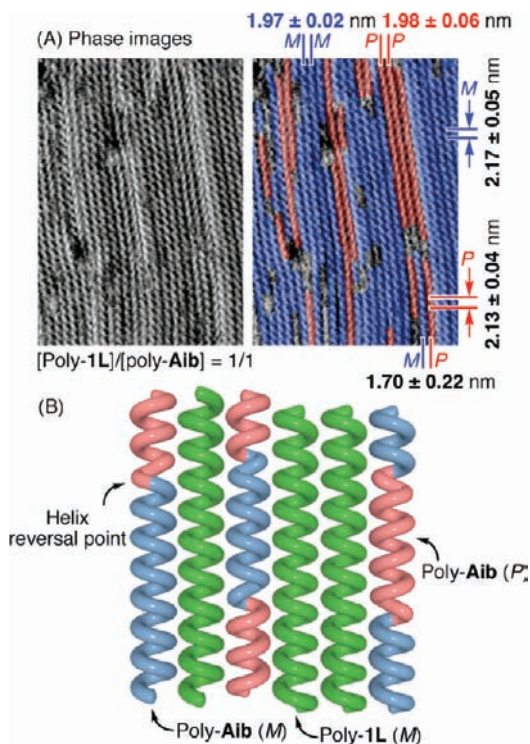 1.97 ± 0.02 nm 1.98 ± 0.06 nm
(A) Phase images
M M P P
M
2.17 ± 0.05 nm
P
2.13 ± 0.04 nm
M P
[Poly-1L]/[poly-Aib] = 1/1
1.70 ± 0.22 nm
(B)
Helix
reversal point
Poly-Aib (P
Poly-Aib (M)
Poly-1L (M)